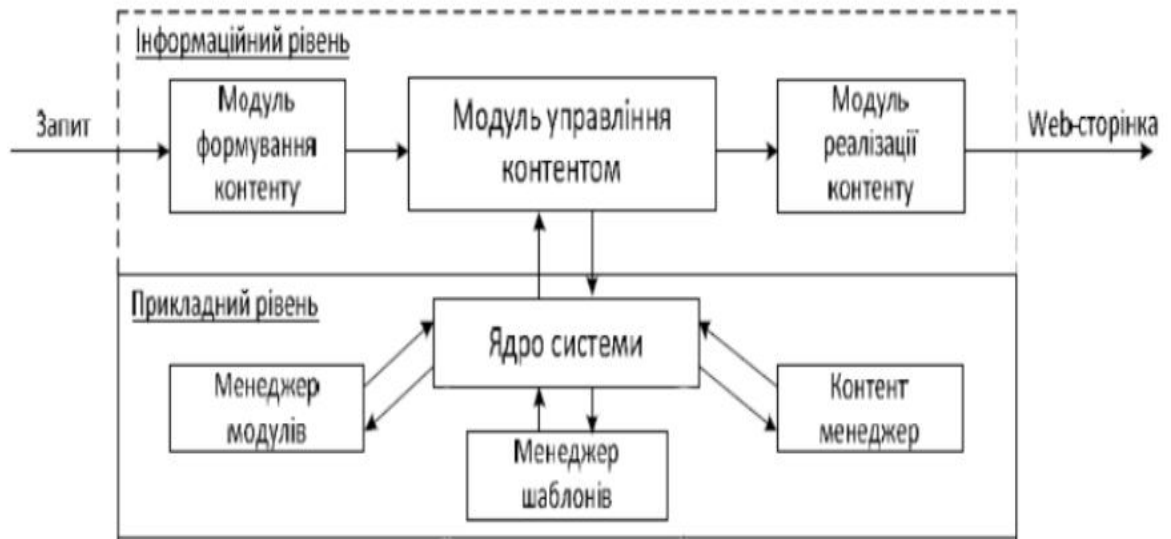 Інформаційний рівень
Запит
Модуль
формування
контенту
Модуль управління
контентом
Модуль
реалізації
контенту
Web-сторінка
Прикладний рівень
Ядро системи
Менеджер
модулів
Менеджер
шаблонів
Контент
менеджер